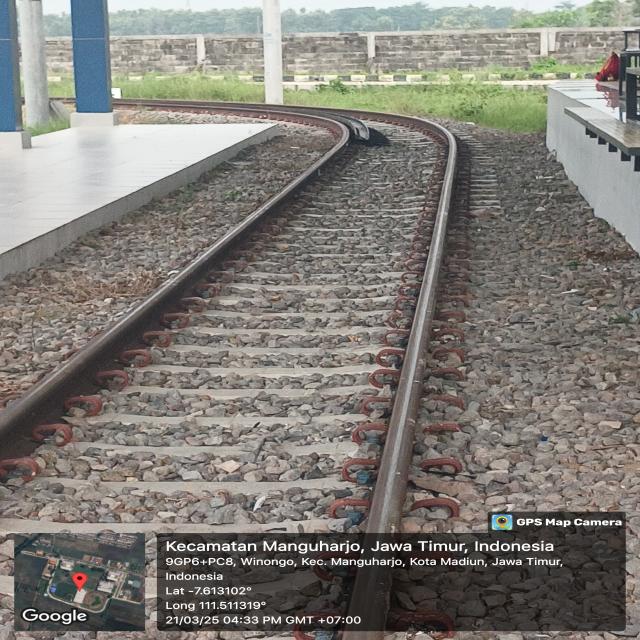 GPS Map Camera
Kecamatan Manguharjo, Jawa Timur, Indonesia
9GP6+PC8, Winongo, Kec. Manguharjo, Kota Madiun, Jawa Timur,
Indonesia
Lat -7.613102°
Long 111.511319°
21/03/25 04:33 PM GMT +07:00
Google